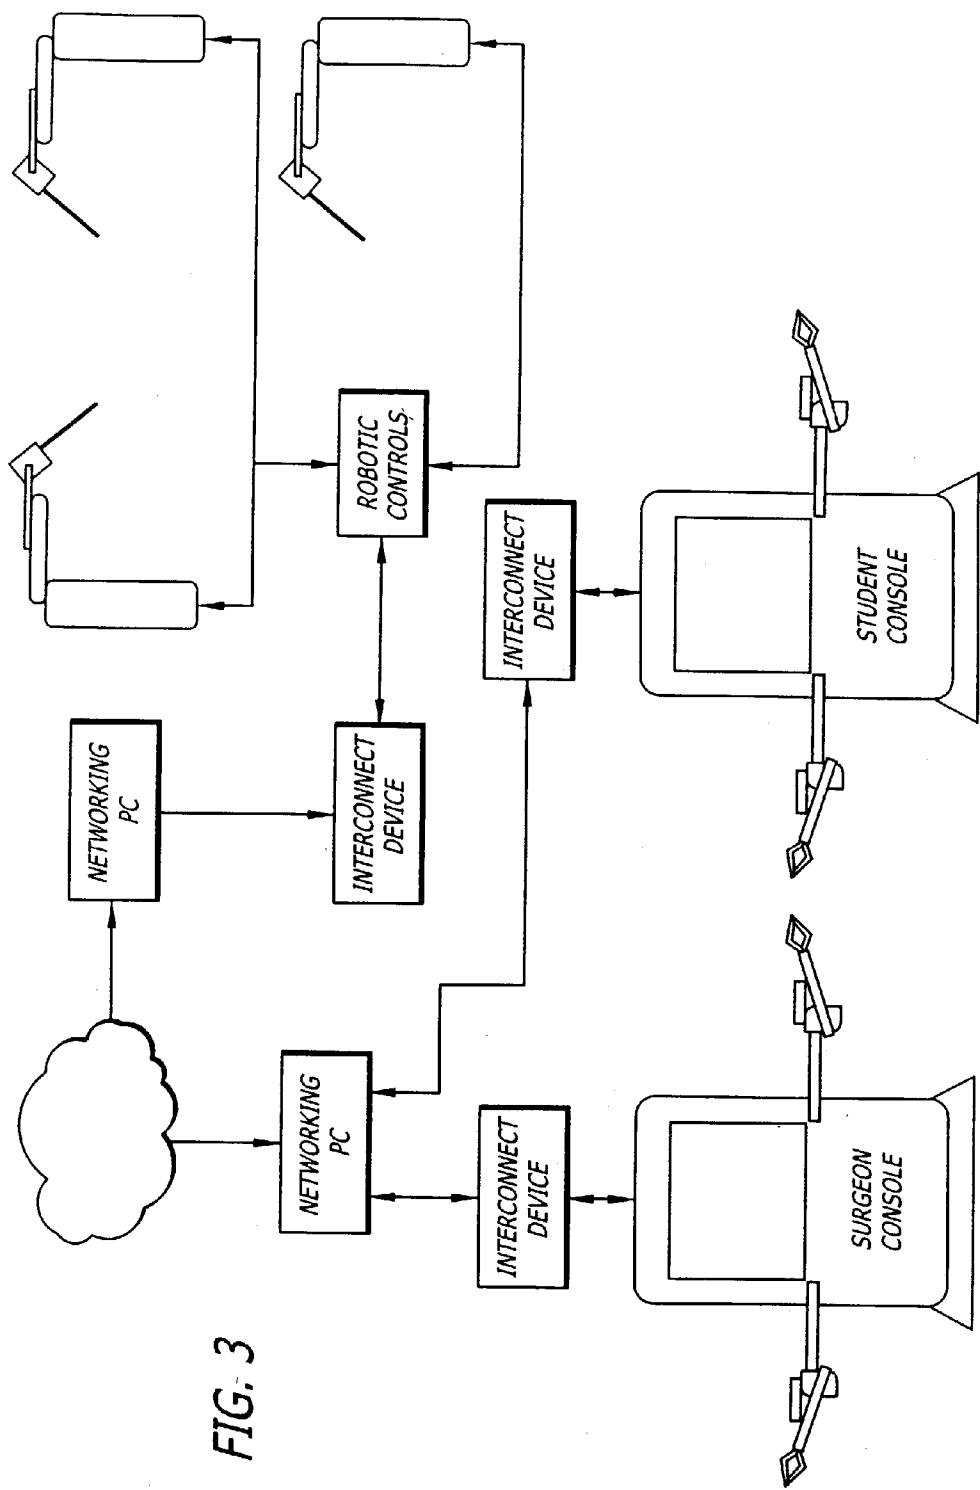 FIG. 3
NETWORKING
PC
NETWORKING
PC
INTERCONNECT
DEVICE
INTERCONNECT
DEVICE
ROBOTIC
CONTROLS
INTERCONNECT
DEVICE
SURGEON
CONSOLE
STUDENT
CONSOLE